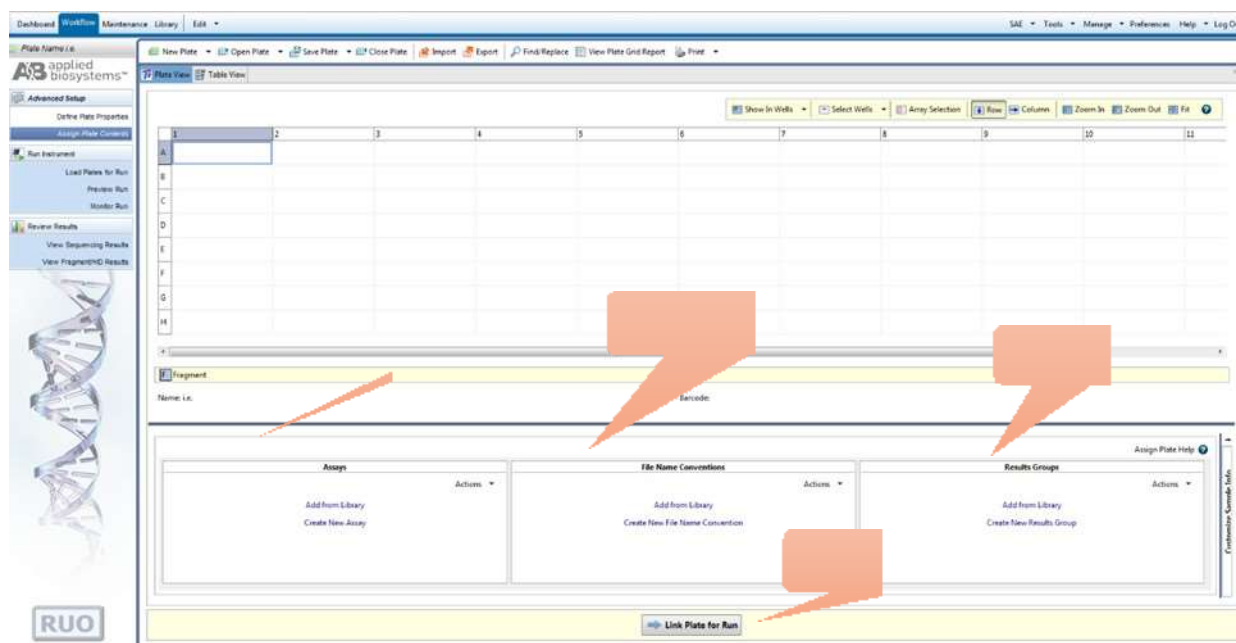 Dashboard Workflow Maintenance Library Edit SAE Tools Manage Preferences Help Log O
Plate Name i.e.
New Plate Open Plate Save Plate Close Plate Import Export Find/Replace View Plate Grid Report Print
AB applied biosystems™
Plate View Table View
Advanced Setup
Define Plate Properties
Assign Plate Contents
Show In Wells Select Wells Array Selection Row Column Zoom In Zoom Out Fit
1 2 3 4 5 6 7 8 9 10 11
A
B
C
D
E
F
G
H
Run Instrument
Load Plates for Run
Preview Run
Monitor Run
Review Results
View Sequencing Results
View Fragment/HID Results
F Fragment
Name: i.e. Barcode:
Assign Plate Help
Customize Sample Info
Assays File Name Conventions Results Groups
Actions Actions Actions
Add from Library Add from Library Add from Library
Create New Assay Create New File Name Convention Create New Results Group
RUO
Link Plate for Run